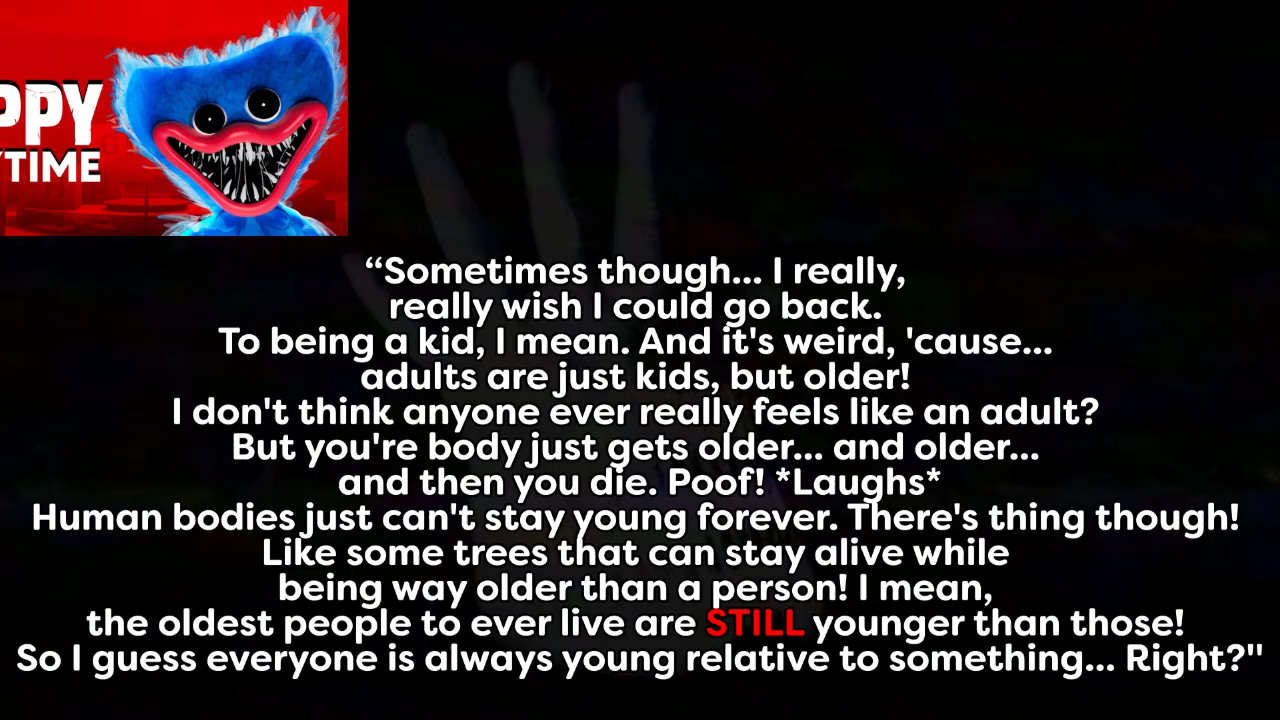 PPY
TIME
“Sometimes though... I really,
really wish I could go back.
To being a kid, I mean. And it's weird, 'cause...
adults are just kids, but older!
I don't think anyone ever really feels like an adult?
But you're body just gets older... and older...
and then you die. Poof! *Laughs*
Human bodies just can't stay young forever. There's thing though!
Like some trees that can stay alive while
being way older than a person! I mean,
the oldest people to ever live are STILL younger than those!
So I guess everyone is always young relative to something... Right?"